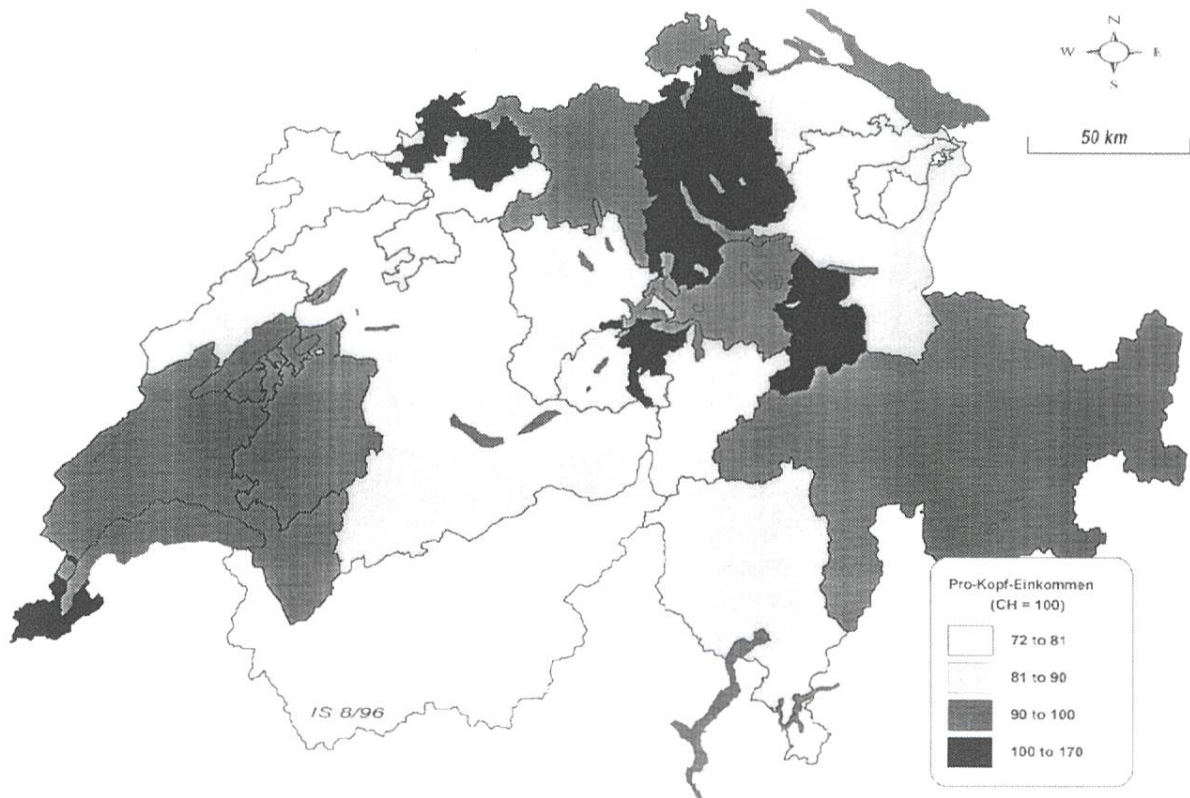 N
W E
S
50 km
Pro-Kopf-Einkommen
(CH = 100)
72 to 81
81 to 90
90 to 100
100 to 170
IS 8/96